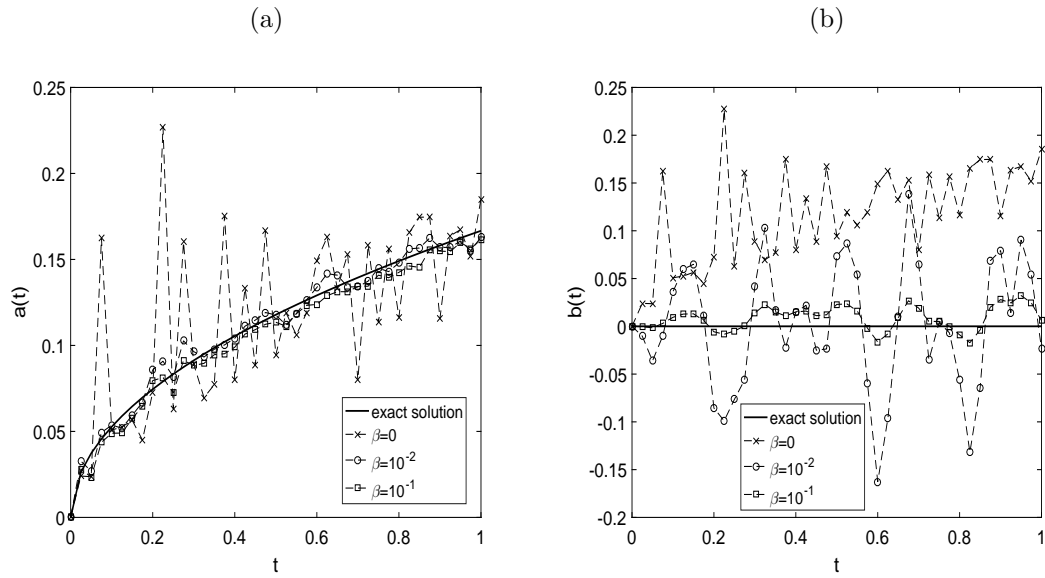 (a)
0.25
0.2
0.15
0.1
0.05
0
a(t)
0
0.2
0.4
0.6
0.8
1
t
exact solution
β=0
β=10⁻²
β=10⁻¹
(b)
0.25
0.2
0.15
0.1
0.05
0
-0.05
-0.1
-0.15
-0.2
b(t)
0
0.2
0.4
0.6
0.8
1
t
exact solution
β=0
β=10⁻²
β=10⁻¹